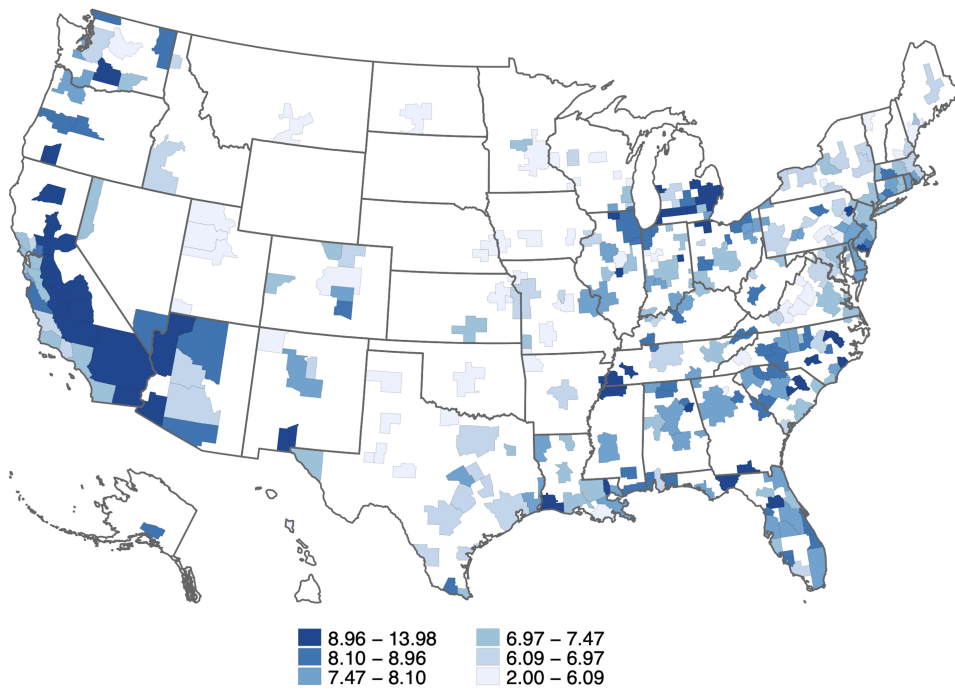 8.96 – 13.98
8.10 – 8.96
7.47 – 8.10
6.97 – 7.47
6.09 – 6.97
2.00 – 6.09